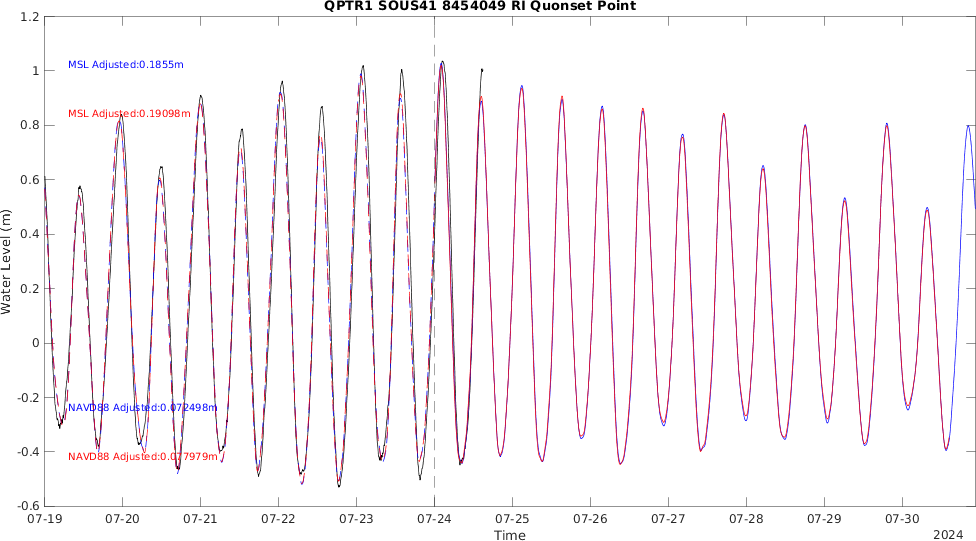 QPTR1 SOUS41 8454049 RI Quonset Point
1.2
1
0.8
0.6
0.4
0.2
0
-0.2
-0.4
-0.6
Water Level (m)
MSL Adjusted:0.1855m
MSL Adjusted:0.19098m
NAVD88 Adjusted:0.072498m
NAVD88 Adjusted:0.077979m
07-19 07-20 07-21 07-22 07-23 07-24 07-25 07-26 07-27 07-28 07-29 07-30
Time
2024